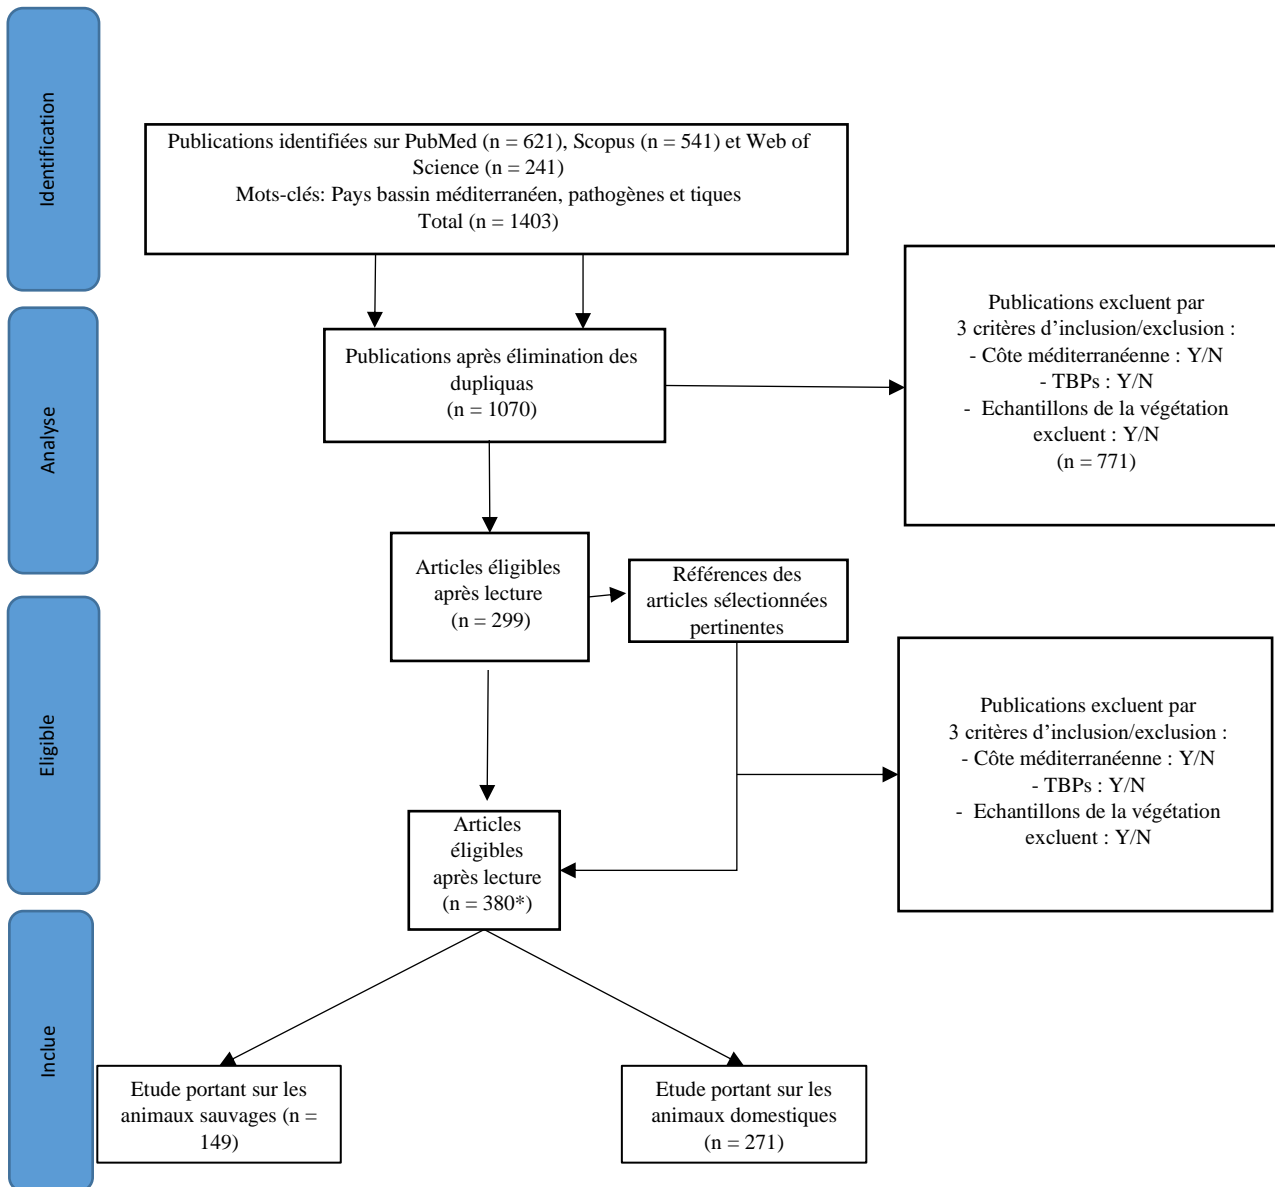 Identification
Publications identifiées sur PubMed (n = 621), Scopus (n = 541) et Web of
Science (n = 241)
Mots-clés: Pays bassin méditerranéen, pathogènes et tiques
Total (n = 1403)
Analyse
Publications après élimination des
dupliquas
(n = 1070)
Publications excluent par
3 critères d’inclusion/exclusion :
- Côte méditerranéenne : Y/N
- TBPs : Y/N
- Echantillons de la végétation
excluent : Y/N
(n = 771)
Eligible
Articles éligibles
après lecture
(n = 299)
Références des
articles sélectionnées
pertinentes
Publications excluent par
3 critères d’inclusion/exclusion :
- Côte méditerranéenne : Y/N
- TBPs : Y/N
- Echantillons de la végétation
excluent : Y/N
Articles
éligibles
après lecture
(n = 380*)
Inclue
Etude portant sur les
animaux sauvages (n =
149)
Etude portant sur les
animaux domestiques
(n = 271)